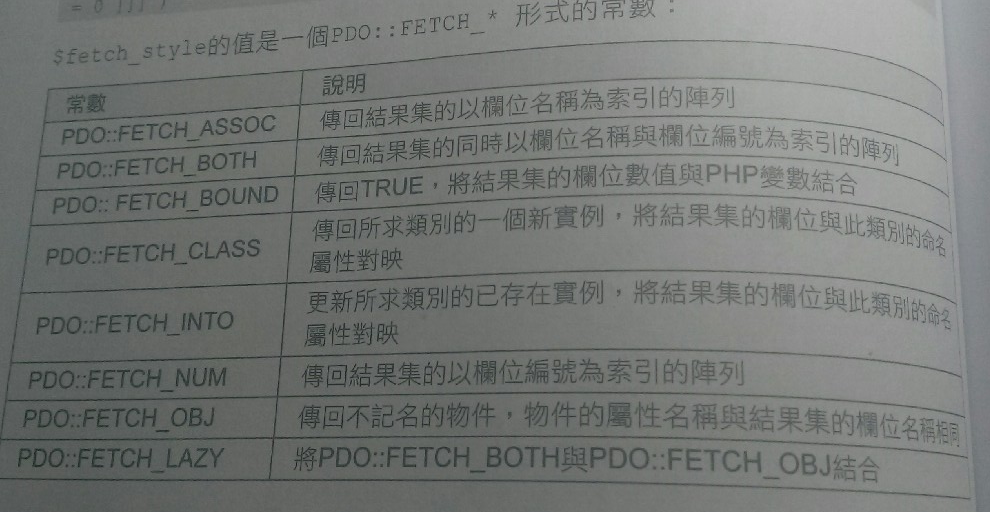 = 0 ))) )
$fetch_style的值是一個PDO::FETCH_* 形式的常數：
常數 說明
PDO::FETCH_ASSOC 傳回結果集的以欄位名稱為索引的陣列
PDO::FETCH_BOTH 傳回結果集的同時以欄位名稱與欄位編號為索引的陣列
PDO:: FETCH_BOUND 傳回TRUE，將結果集的欄位數值與PHP變數結合
PDO::FETCH_CLASS 傳回所求類別的一個新實例，將結果集的欄位與此類別的命名
屬性對映
PDO::FETCH_INTO 更新所求類別的已存在實例，將結果集的欄位與此類別的命名
屬性對映
PDO::FETCH_NUM 傳回結果集的以欄位編號為索引的陣列
PDO::FETCH_OBJ 傳回不記名的物件，物件的屬性名稱與結果集的欄位名稱相同
PDO::FETCH_LAZY 將PDO::FETCH_BOTH與PDO::FETCH_OBJ結合